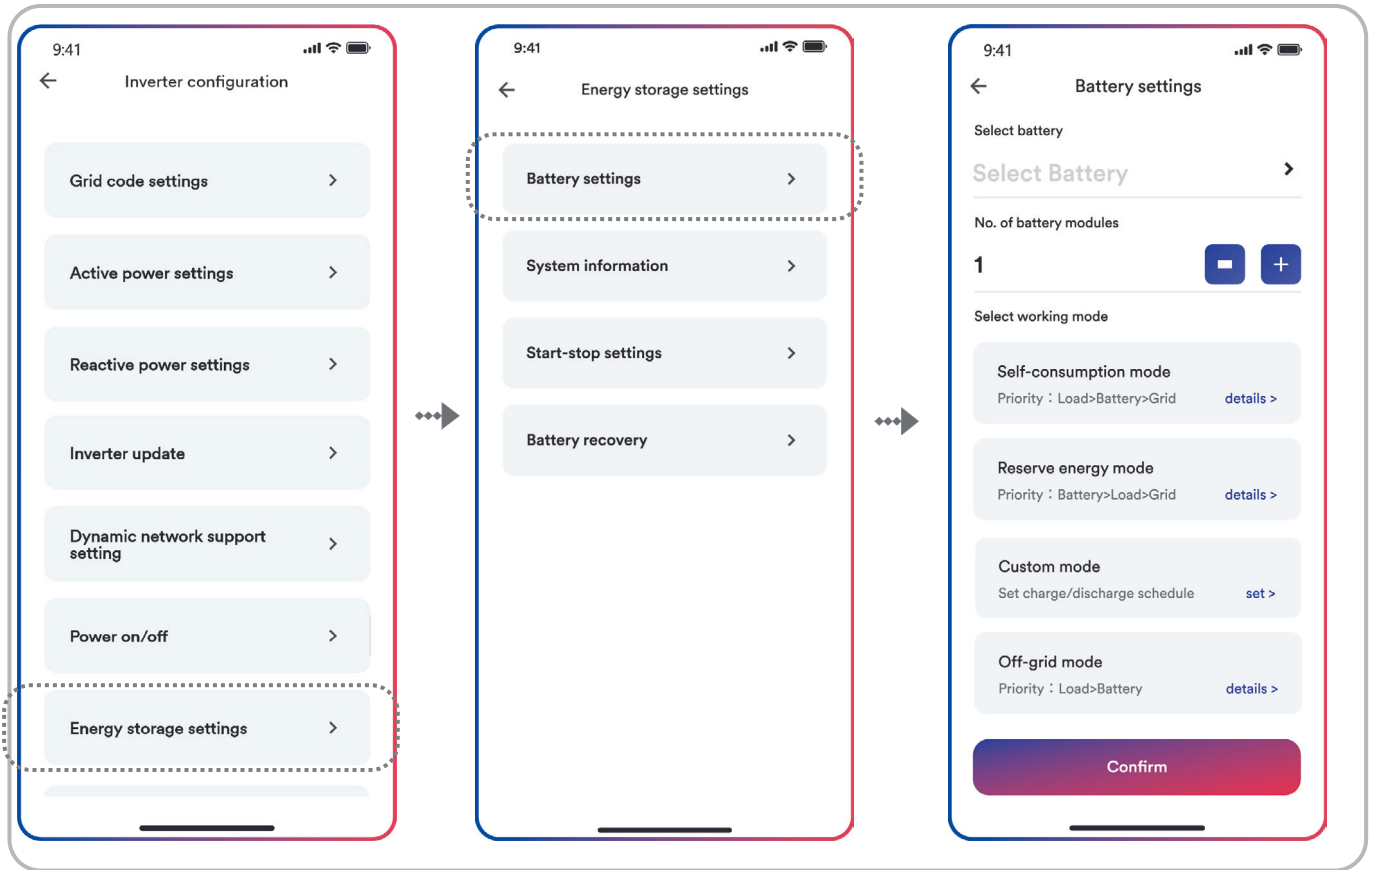 9:41
Inverter configuration
Grid code settings
Active power settings
Reactive power settings
Inverter update
Dynamic network support
setting
Power on/off
Energy storage settings
9:41
Energy storage settings
Battery settings
System information
Start-stop settings
Battery recovery
9:41
Battery settings
Select battery
Select Battery
No. of battery modules
1
Select working mode
Self-consumption mode
Priority：Load>Battery>Grid details >
Reserve energy mode
Priority：Battery>Load>Grid details >
Custom mode
Set charge/discharge schedule set >
Off-grid mode
Priority：Load>Battery details >
Confirm